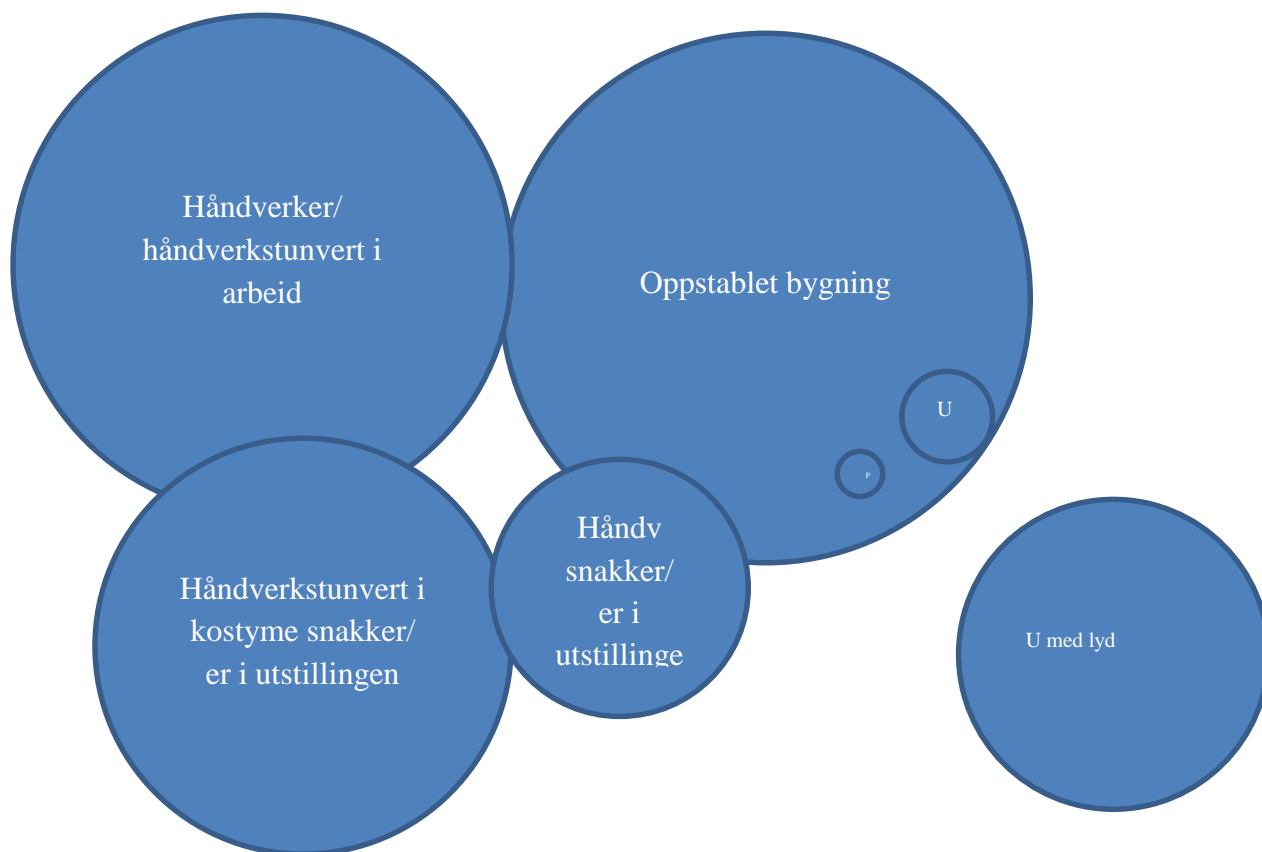 Håndverker/
håndverkstunvert i
arbeid
Oppstablet bygning
U
P
Håndv
snakker/
er i
utstillinge
Håndverkstunvert i
kostyme snakker/
er i utstillingen
U med lyd